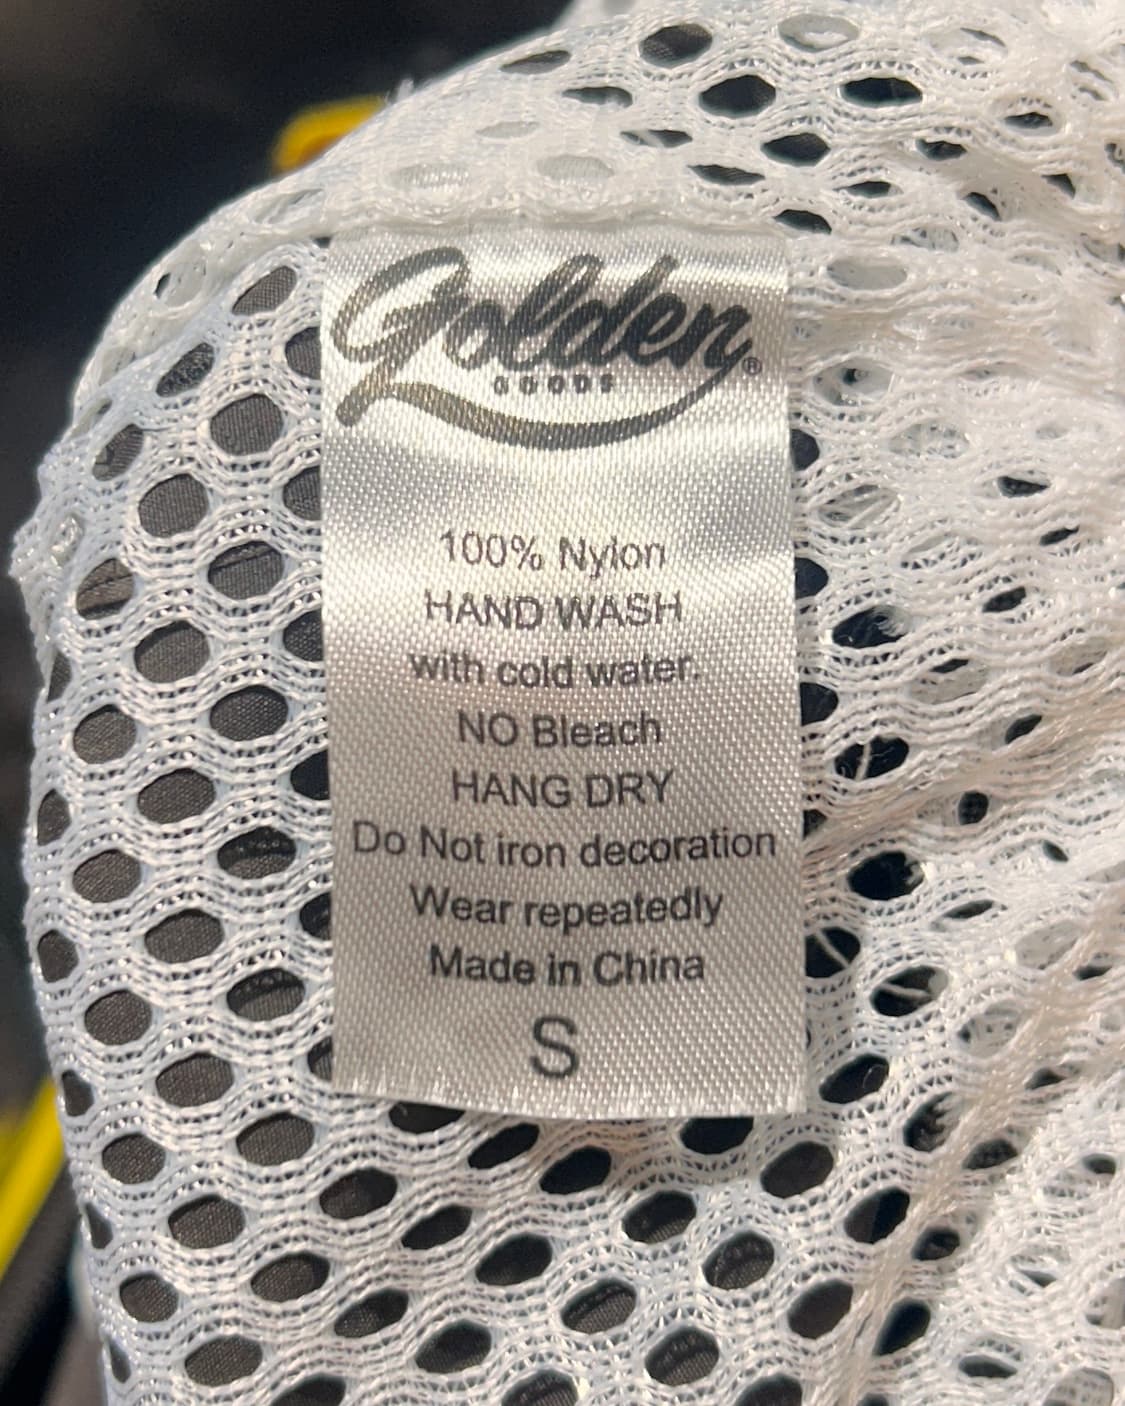 Golden®
GOODS
100% Nylon
HAND WASH
with cold water.
NO Bleach
HANG DRY
Do Not iron decoration
Wear repeatedly
Made in China
S